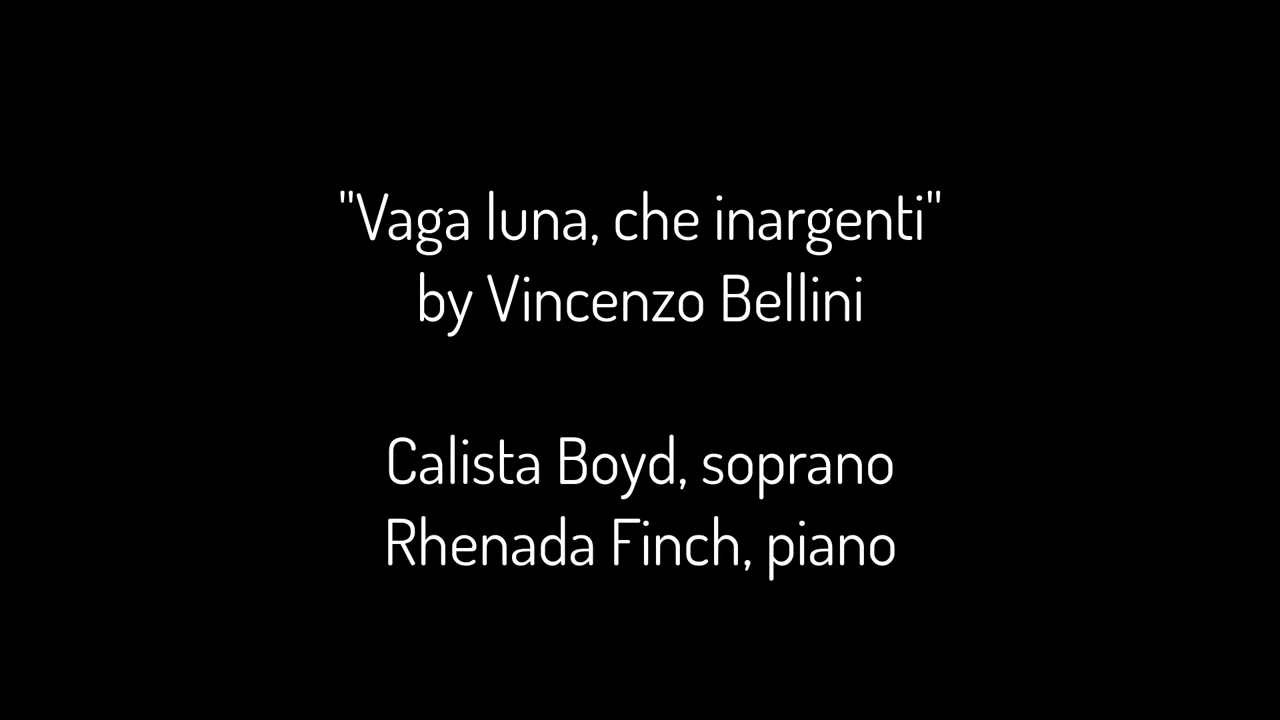 "Vaga luna, che inargenti"
by Vincenzo Bellini
Calista Boyd, soprano
Rhenada Finch, piano